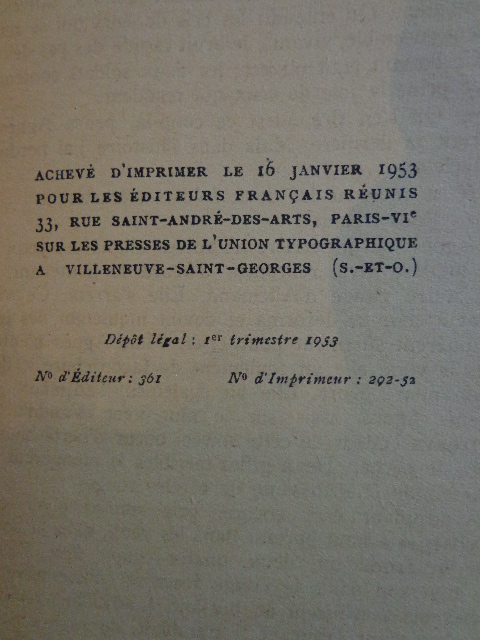 ACHEVÉ D'IMPRIMER LE 16 JANVIER 1953
POUR LES ÉDITEURS FRANÇAIS RÉUNIS
33, RUE SAINT-ANDRÉ-DES-ARTS, PARIS-VIe
SUR LES PRESSES DE L'UNION TYPOGRAPHIQUE
A VILLENEUVE-SAINT-GEORGES (S.-ET-O.)
Dépôt légal : 1er trimestre 1953
No d'Éditeur : 361 No d'Imprimeur : 292-52